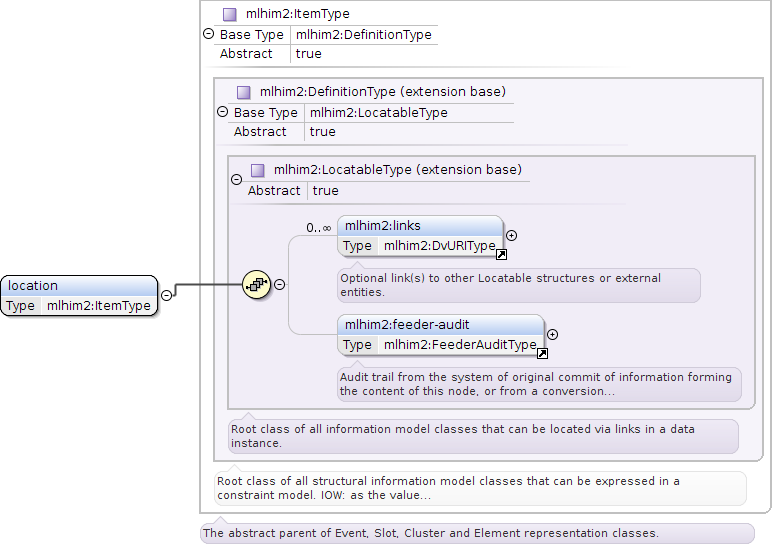 mlhim2:ItemType
Base Type mlhim2:DefinitionType
Abstract true
mlhim2:DefinitionType (extension base)
Base Type mlhim2:LocatableType
Abstract true
mlhim2:LocatableType (extension base)
Abstract true
0..∞
mlhim2:links
Type mlhim2:DvURIType
Optional link(s) to other Locatable structures or external
entities.
location
Type mlhim2:ItemType
mlhim2:feeder-audit
Type mlhim2:FeederAuditType
Audit trail from the system of original commit of information forming
the content of this node, or from a conversion...
Root class of all information model classes that can be located via links in a data
instance.
Root class of all structural information model classes that can be expressed in a
constraint model. IOW: as the value...
The abstract parent of Event, Slot, Cluster and Element representation classes.